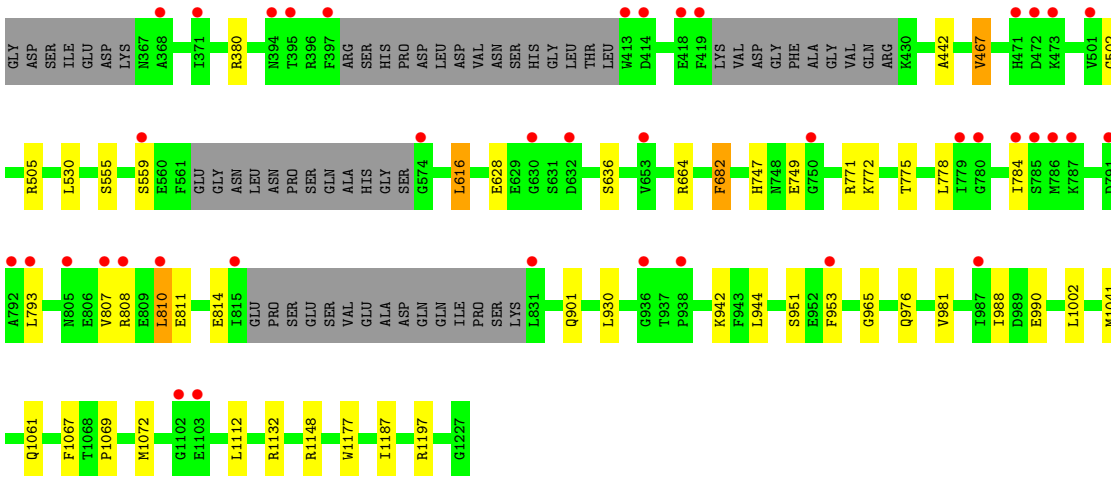 GLY ASP SER ILE GLU ASP LYS N367 A368 I371 R380 N394 T395 R396 F397 ARG SER HIS PRO ASP LEU ASP VAL ASN SER HIS GLY LEU THR LEU W413 D414 E418 F419 LYS VAL ASP GLY PHE ALA GLY VAL GLN ARG K430 A442 V467 H471 D472 K473 V501
R505 L530 S555 S559 E560 F561 GLU GLY ASN LEU ASN PRO SER GLN ALA HIS GLY SER G574 L616 E628 E629 G630 S631 D632 S636 V653 R664 F682 H747 N748 E749 G750 R771 K772 T775 L778 I779 G780 I784 S785 M786 K787 D791
A792 L793 N805 E806 V807 R808 E809 L810 E811 E814 I815 GLU PRO SER GLU SER VAL GLU ALA ASP GLN GLN ILE PRO SER LYS L831 Q901 L930 G936 T937 P938 K942 F943 L944 S951 E952 F953 G965 Q976 V981 I987 I988 D989 E990 L1002 M1041
Q1061 F1067 T1068 P1069 M1072 G1102 E1103 L1112 R1132 R1148 W1177 I1187 R1197 G1227